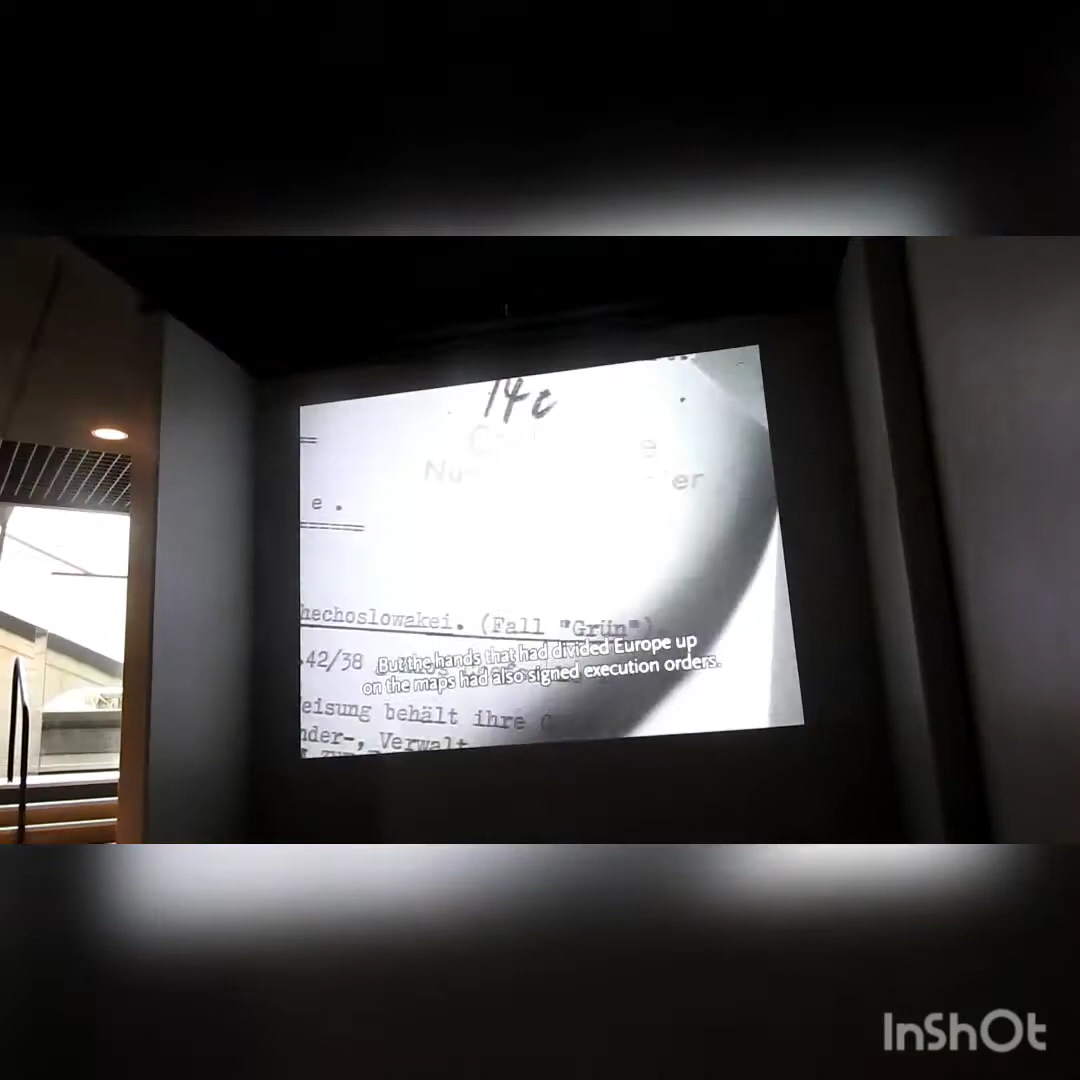 14c
e .
hechoslowakei. (Fall "Grün")
.42/38
But the hands that had divided Europe up
on the maps had also signed execution orders.
eisung behält ihre
nder-, Verwalt
InShOt